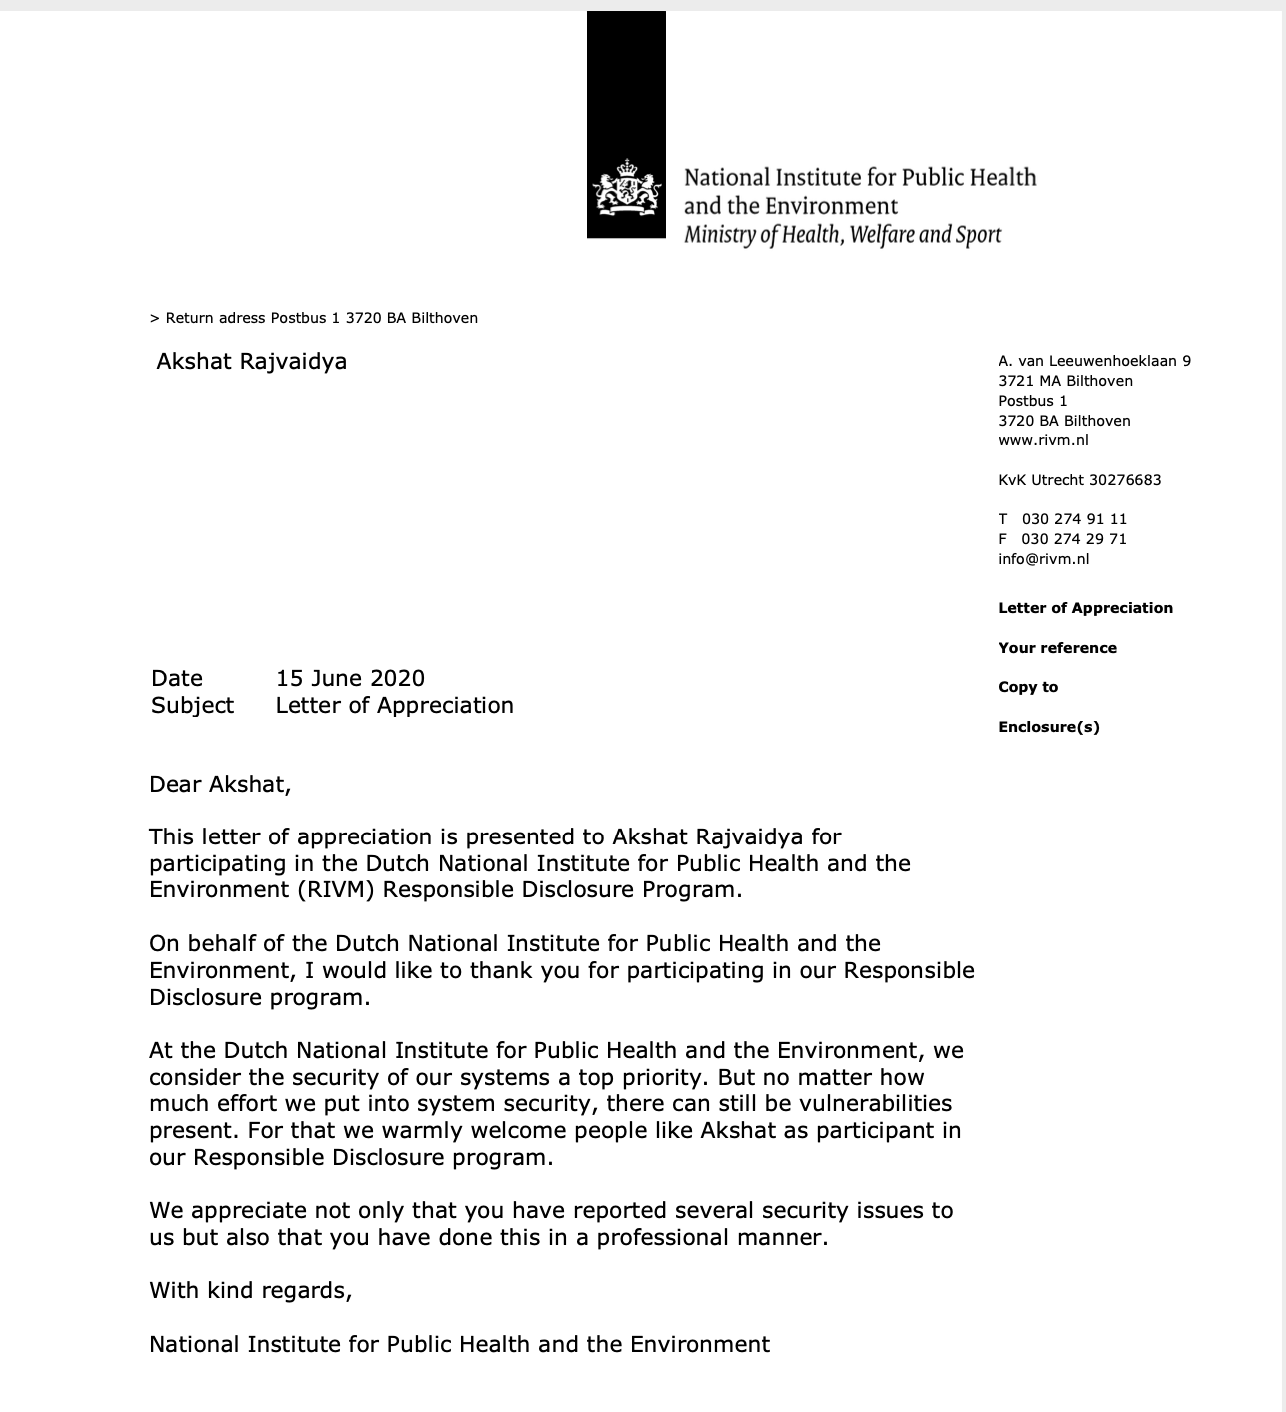 National Institute for Public Health
and the Environment
Ministry of Health, Welfare and Sport
> Return adress Postbus 1 3720 BA Bilthoven
Akshat Rajvaidya
A. van Leeuwenhoeklaan 9
3721 MA Bilthoven
Postbus 1
3720 BA Bilthoven
www.rivm.nl
KvK Utrecht 30276683
T 030 274 91 11
F 030 274 29 71
info@rivm.nl
Letter of Appreciation
Your reference
Copy to
Enclosure(s)
Date 15 June 2020
Subject Letter of Appreciation
Dear Akshat,
This letter of appreciation is presented to Akshat Rajvaidya for
participating in the Dutch National Institute for Public Health and the
Environment (RIVM) Responsible Disclosure Program.
On behalf of the Dutch National Institute for Public Health and the
Environment, I would like to thank you for participating in our Responsible
Disclosure program.
At the Dutch National Institute for Public Health and the Environment, we
consider the security of our systems a top priority. But no matter how
much effort we put into system security, there can still be vulnerabilities
present. For that we warmly welcome people like Akshat as participant in
our Responsible Disclosure program.
We appreciate not only that you have reported several security issues to
us but also that you have done this in a professional manner.
With kind regards,
National Institute for Public Health and the Environment